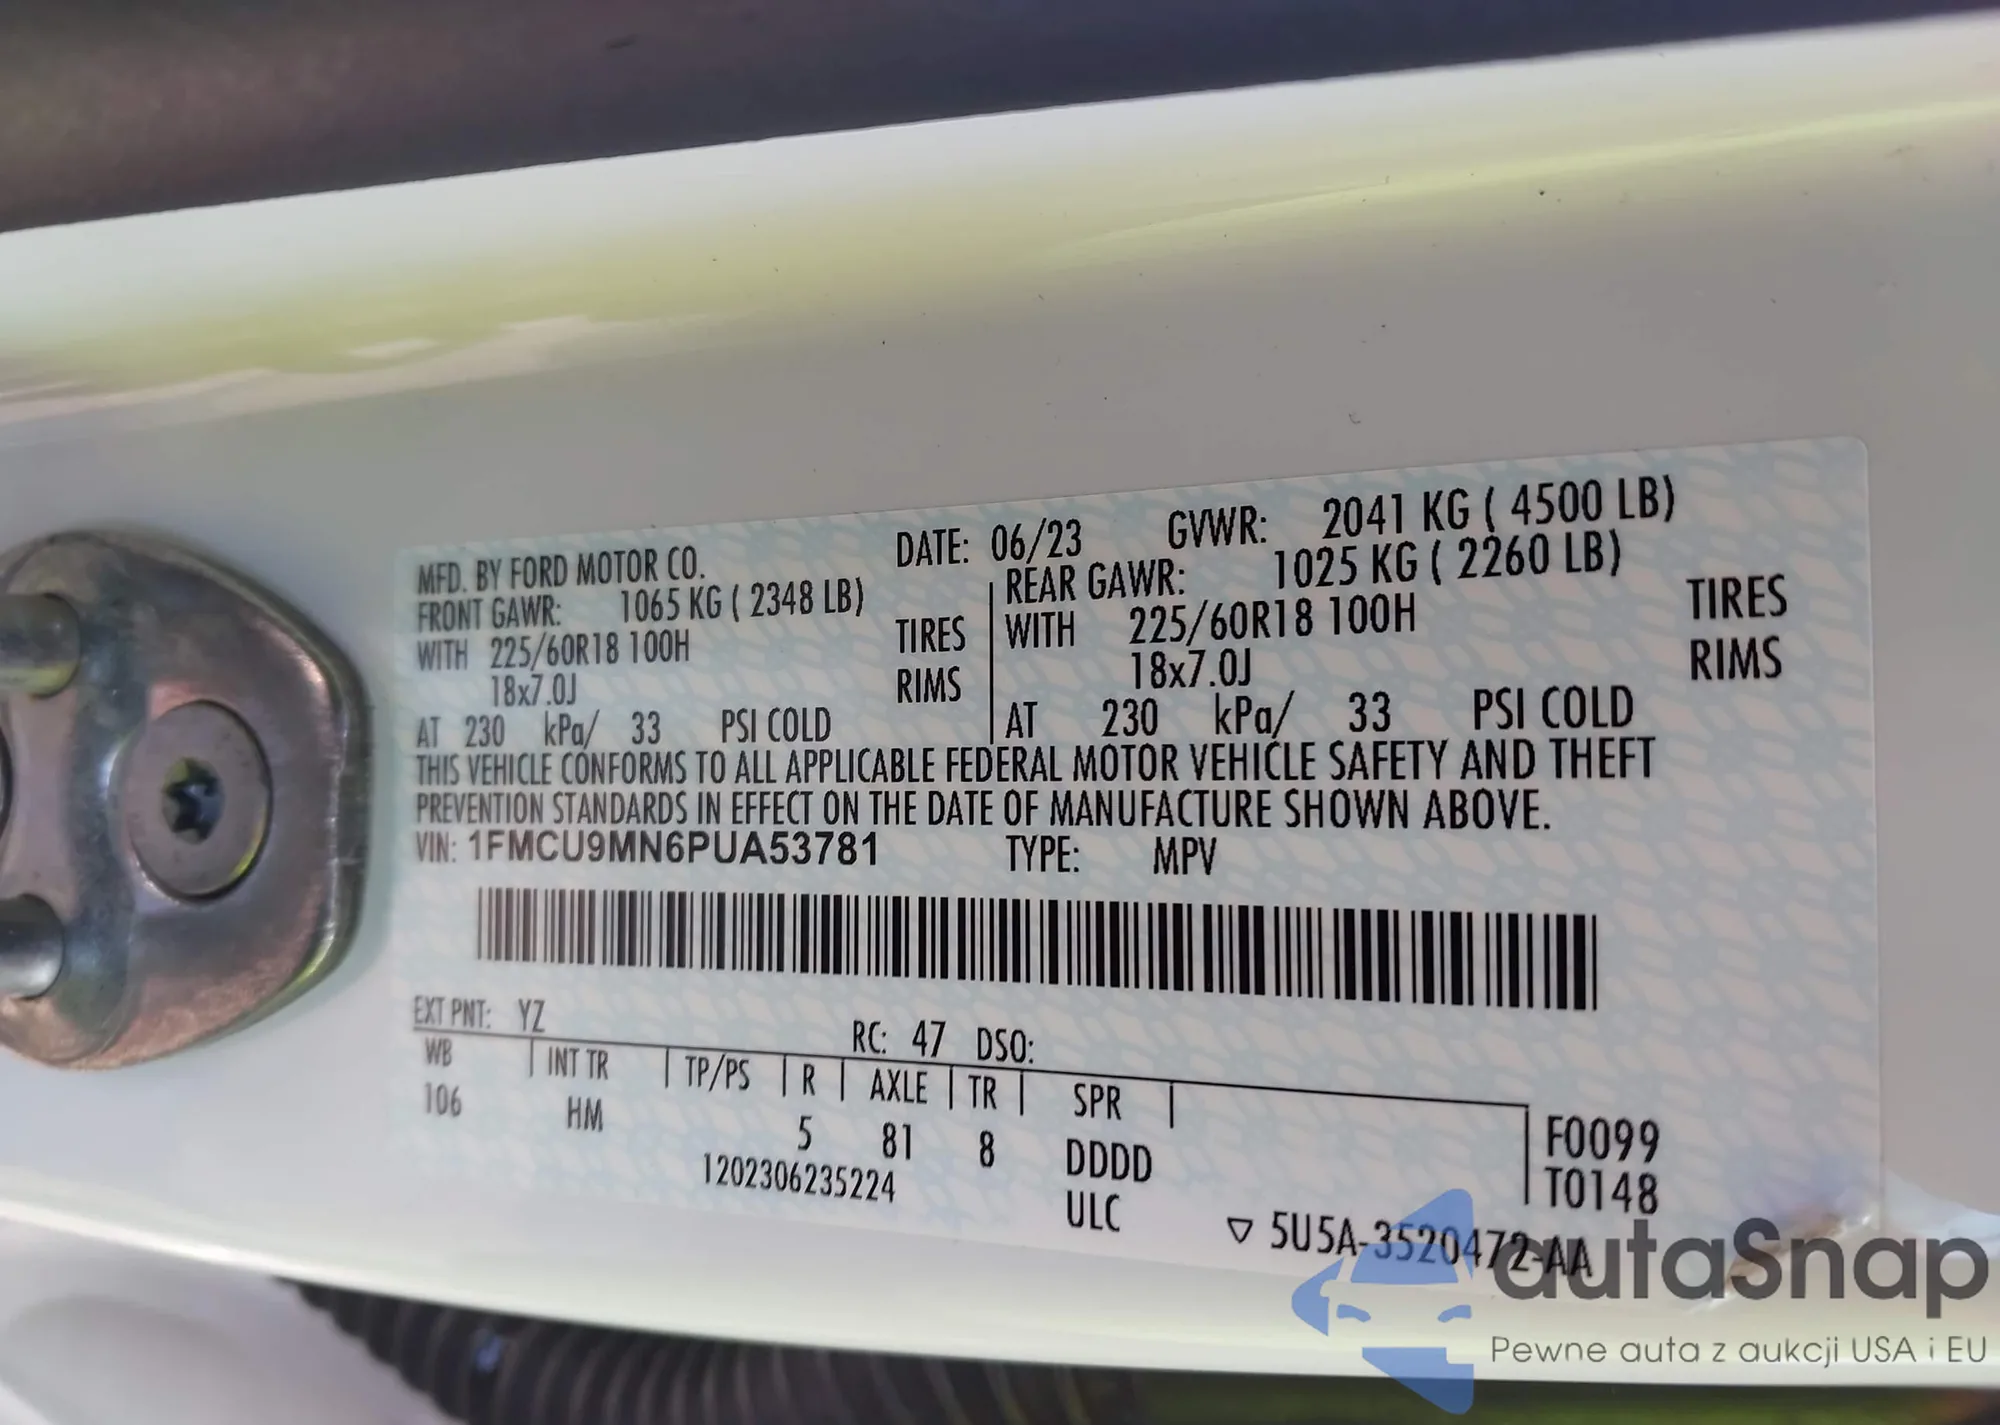 MFD. BY FORD MOTOR CO. DATE: 06/23 GVWR: 2041 KG ( 4500 LB)
FRONT GAWR: 1065 KG ( 2348 LB) REAR GAWR: 1025 KG ( 2260 LB)
WITH 225/60R18 100H TIRES WITH 225/60R18 100H TIRES
18x7.0J RIMS 18x7.0J RIMS
AT 230 kPa/ 33 PSI COLD AT 230 kPa/ 33 PSI COLD
THIS VEHICLE CONFORMS TO ALL APPLICABLE FEDERAL MOTOR VEHICLE SAFETY AND THEFT
PREVENTION STANDARDS IN EFFECT ON THE DATE OF MANUFACTURE SHOWN ABOVE.
VIN: 1FMCU9MN6PUA53781 TYPE: MPV
EXT PNT: YZ RC: 47 DSO:
WB INT TR TP/PS R AXLE TR SPR
106 HM 5 81 8 DDDD F0099
1202306235224 ULC T0148
▽ 5U5A-3520472-AA
autaSnap
Pewne auta z aukcji USA i EU